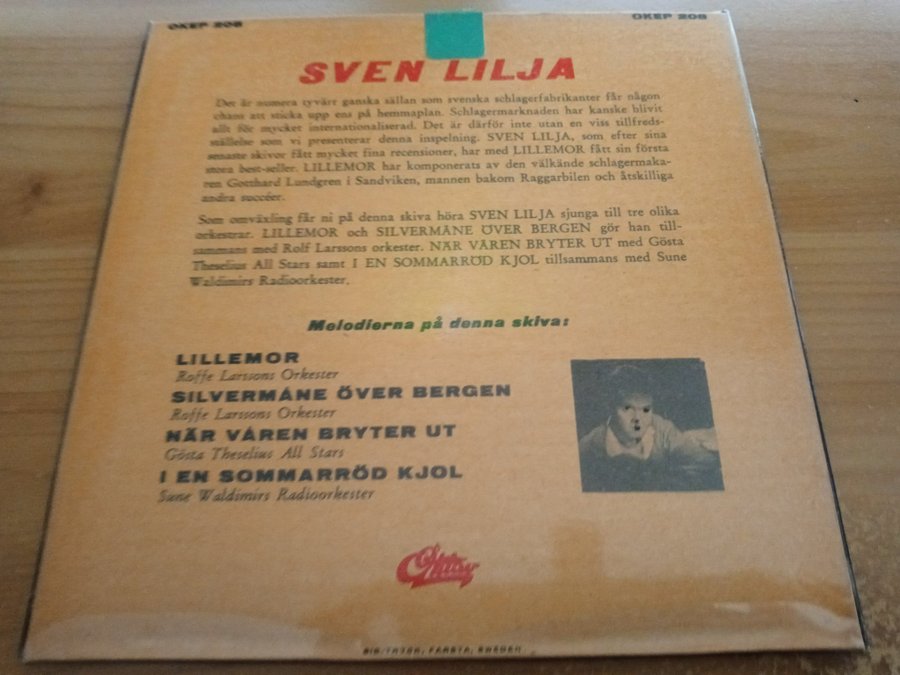 OKEP 208
OKEP 208
SVEN LILJA
Det är numera tyvärr ganska sällan som svenska schlagerfabrikanter får någon
chans att sticka upp ens på hemmaplan. Schlagermarknaden har kanske blivit
allt för mycket internationaliserad. Det är därför inte utan en viss tillfreds-
ställelse som vi presenterar denna inspelning. SVEN LILJA, som efter sina
senaste skivor fått mycket fina recensioner, har med LILLEMOR fått sin första
stora best-seller. LILLEMOR har komponerats av den välkände schlagermaka-
ren Gotthard Lundgren i Sandviken, mannen bakom Raggarbilen och åtskilliga
andra succéer.
Som omväxling får ni på denna skiva höra SVEN LILJA sjunga till tre olika
orkestrar. LILLEMOR och SILVERMÅNE ÖVER BERGEN gör han till-
sammans med Rolf Larssons orkester. NÄR VÅREN BRYTER UT med Gösta
Theselius All Stars samt I EN SOMMARRÖD KJOL tillsammans med Sune
Waldimirs Radioorkester.
Melodierna på denna skiva:
LILLEMOR
Roffe Larssons Orkester
SILVERMÅNE ÖVER BERGEN
Roffe Larssons Orkester
NÄR VÅREN BRYTER UT
Gösta Theselius All Stars
I EN SOMMARRÖD KJOL
Sune Waldimirs Radioorkester
FARSTA, SWEDEN